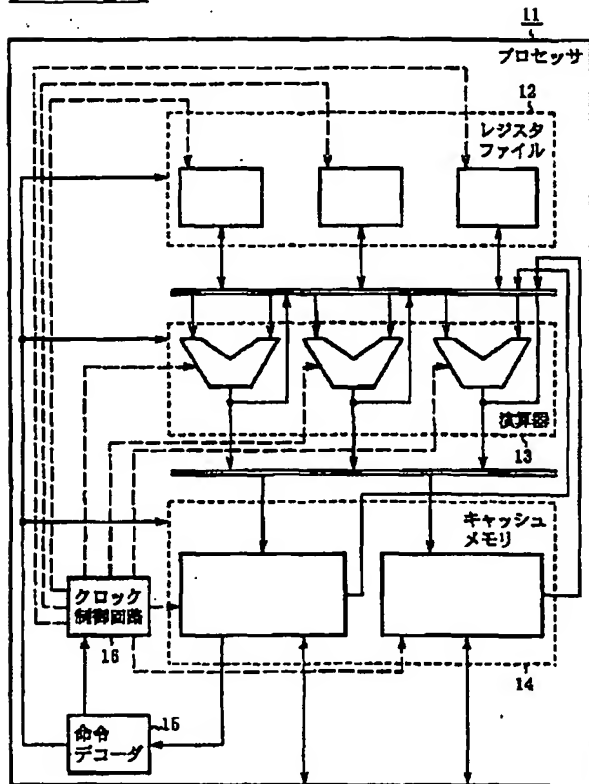 11
プロセッサ
12
レジスタ
ファイル
演算器
13
キャッシュ
メモリ
クロック
制御回路
16
14
命令
デコーダ
15